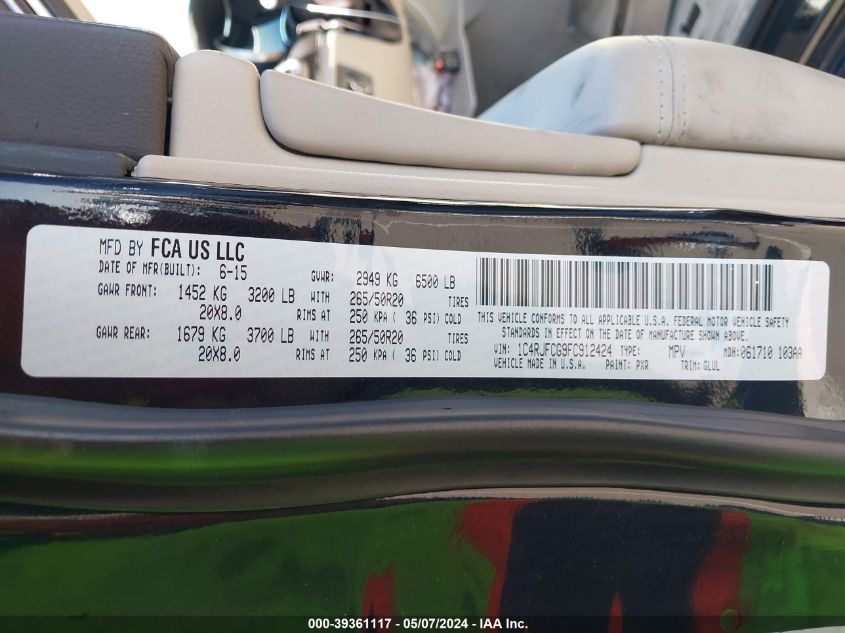 MFD BY FCA US LLC
DATE OF MFR(BUILT): 6-15 GVWR: 2949 KG 6500 LB
GAWR FRONT: 1452 KG 3200 LB WITH 265/50R20 TIRES
20X8.0 RIMS AT 250 KPA ( 36 PSI) COLD
GAWR REAR: 1679 KG 3700 LB WITH 265/50R20 TIRES
20X8.0 RIMS AT 250 KPA ( 36 PSI) COLD
THIS VEHICLE CONFORMS TO ALL APPLICABLE U.S.A. FEDERAL MOTOR VEHICLE SAFETY
STANDARDS IN EFFECT ON THE DATE OF MANUFACTURE SHOWN ABOVE.
VIN: 1C4RJFCG9FC912424 TYPE: MPV MDH: 061710 103AA
VEHICLE MADE IN U.S.A. PAINT: PXR TRIM: GLUL
000-39361117 - 05/07/2024 - IAA Inc.